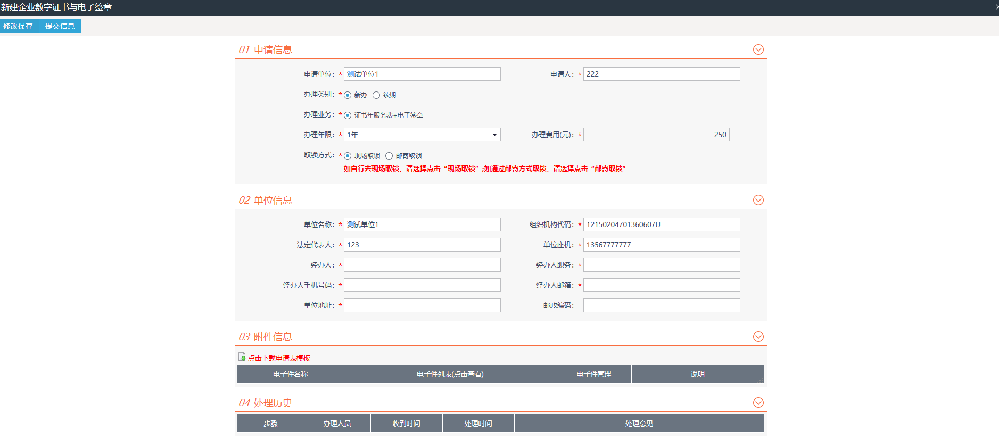 新建企业数字证书与电子签章
修改保存 提交信息
01 申请信息
申请单位：* 测试单位1 申请人：* 222
办理类别：* 新办 续期
办理业务：* 证书年服务费+电子签章
办理年限：* 1年 办理费用(元)：* 250
取锁方式：* 现场取锁 邮寄取锁
如自行去现场取锁，请选择点击“现场取锁”;如通过邮寄方式取锁，请选择点击“邮寄取锁”
02 单位信息
单位名称：* 测试单位1 组织机构代码：* 12150204701360607U
法定代表人：* 123 单位座机：* 13567777777
经办人：* 经办人职务：*
经办人手机号码：* 经办人邮箱：*
单位地址：* 邮政编码：
03 附件信息
点击下载申请表模板
电子件名称 电子件列表(点击查看) 电子件管理 说明
04 处理历史
步骤 办理人员 收到时间 处理时间 处理意见